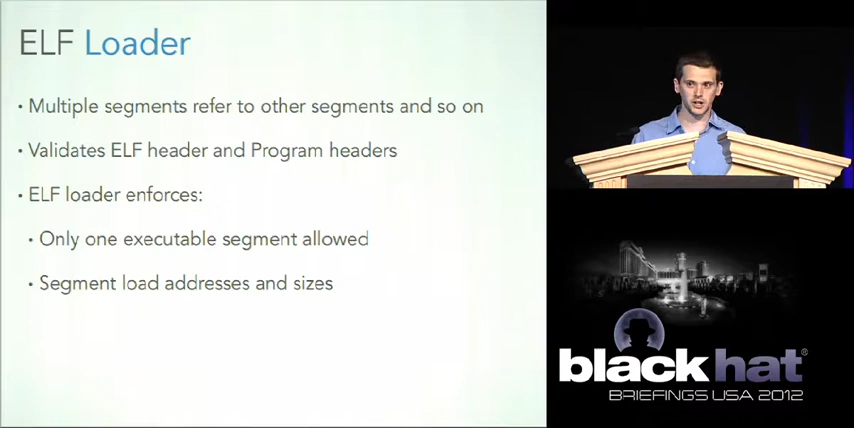 ELF Loader
• Multiple segments refer to other segments and so on
• Validates ELF header and Program headers
• ELF loader enforces:
• Only one executable segment allowed
• Segment load addresses and sizes
black hat®
BRIEFINGS USA 2012